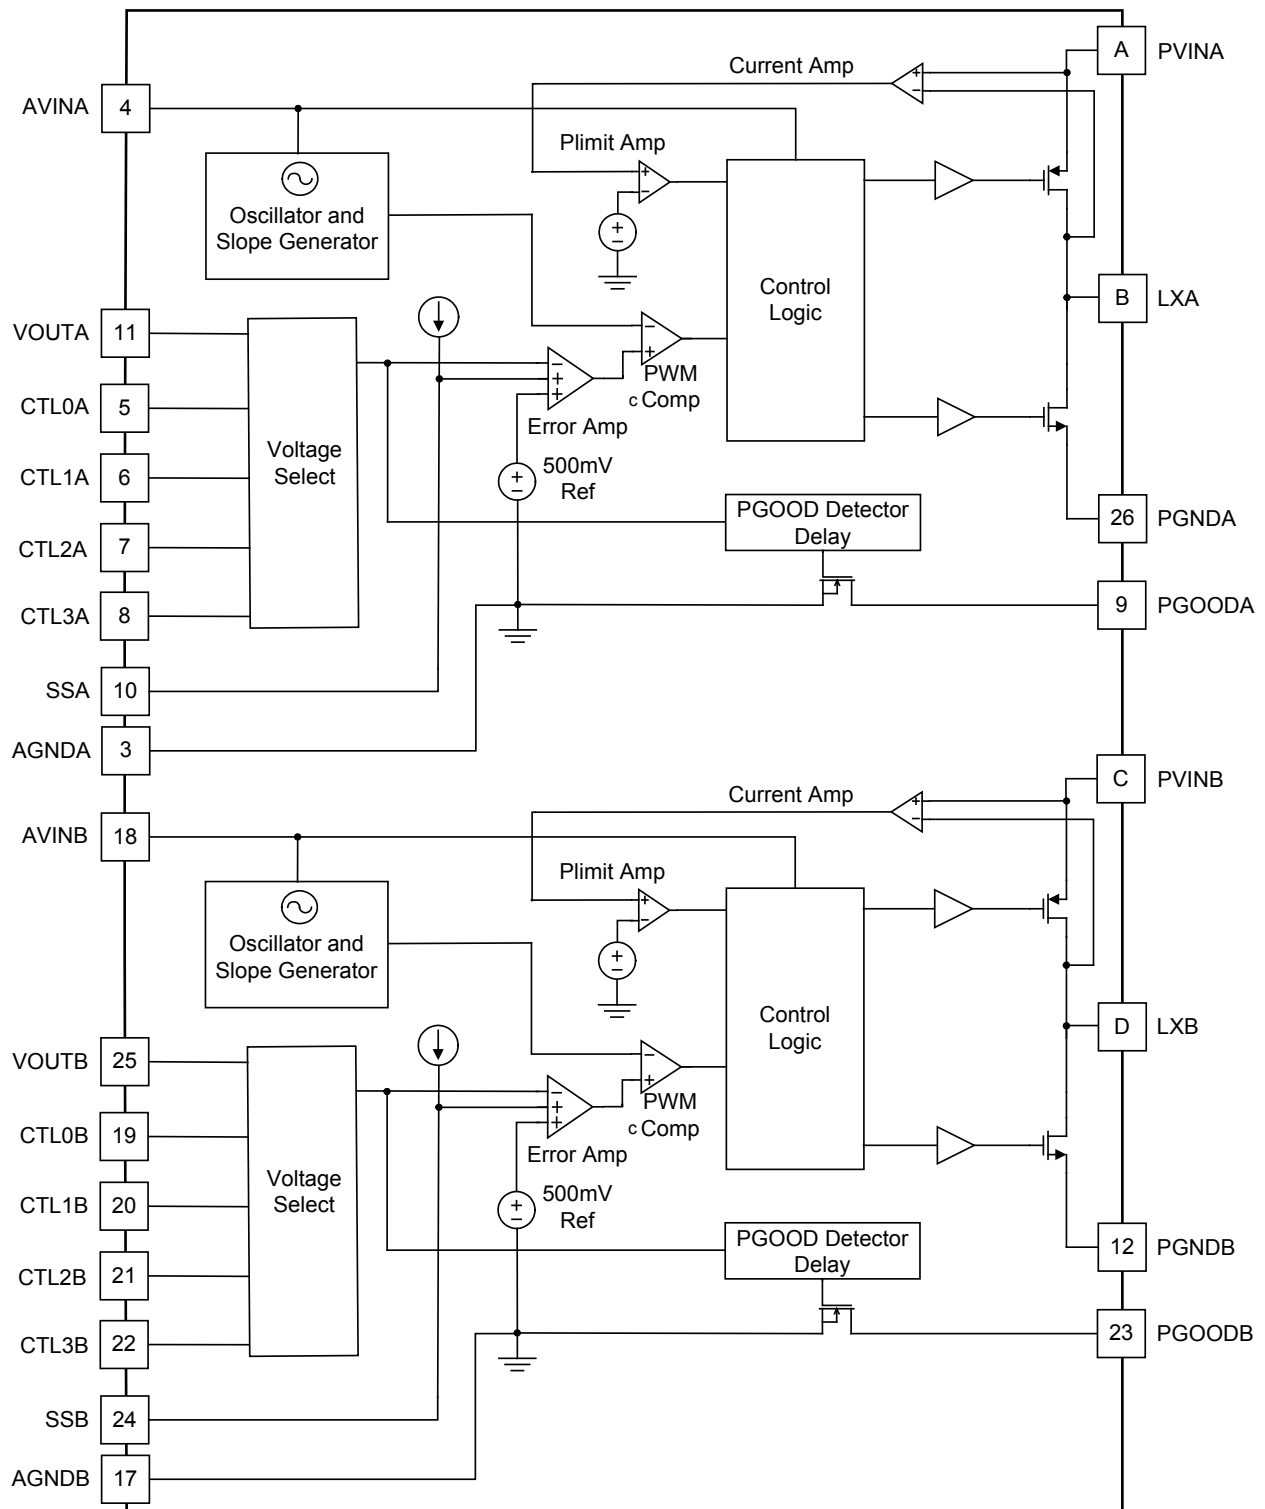 A PVINA
Current Amp
+
−
AVINA 4
Plimit Amp
+
−
+
−
Oscillator and
Slope Generator
Control
Logic
B LXA
VOUTA 11
−
+
PWM
c Comp
−
+
+
Error Amp
CTL0A 5
Voltage
Select
CTL1A 6
+
−
500mV
Ref
PGOOD Detector
Delay
26 PGNDA
CTL2A 7
CTL3A 8
9 PGOODA
SSA 10
AGNDA 3
C PVINB
Current Amp
+
−
AVINB 18
Plimit Amp
+
−
+
−
Oscillator and
Slope Generator
Control
Logic
D LXB
VOUTB 25
−
+
PWM
c Comp
−
+
+
Error Amp
CTL0B 19
Voltage
Select
CTL1B 20
+
−
500mV
Ref
PGOOD Detector
Delay
12 PGNDB
CTL2B 21
CTL3B 22
23 PGOODB
SSB 24
AGNDB 17